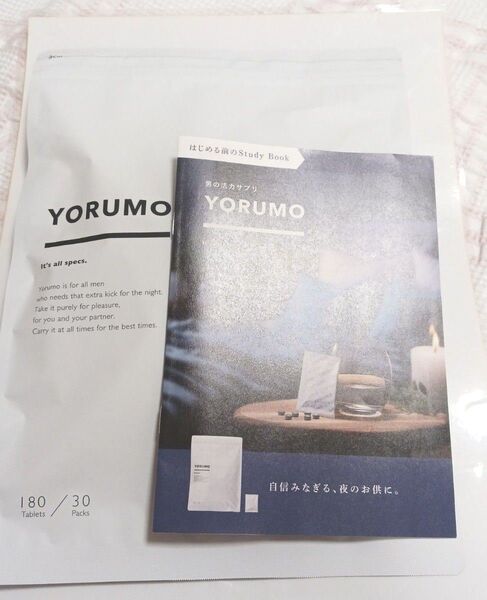 YORUMO
It's all specs.
Yorumo is for all men
who needs that extra kick for the night.
Take it purely for pleasure,
for you and your partner.
Carry it at all times for the best times.
180 / 30
Tablets Packs
はじめる前のStudy Book
男の活力サプリ
YORUMO
YORUMO
自信みなぎる、夜のお供に。